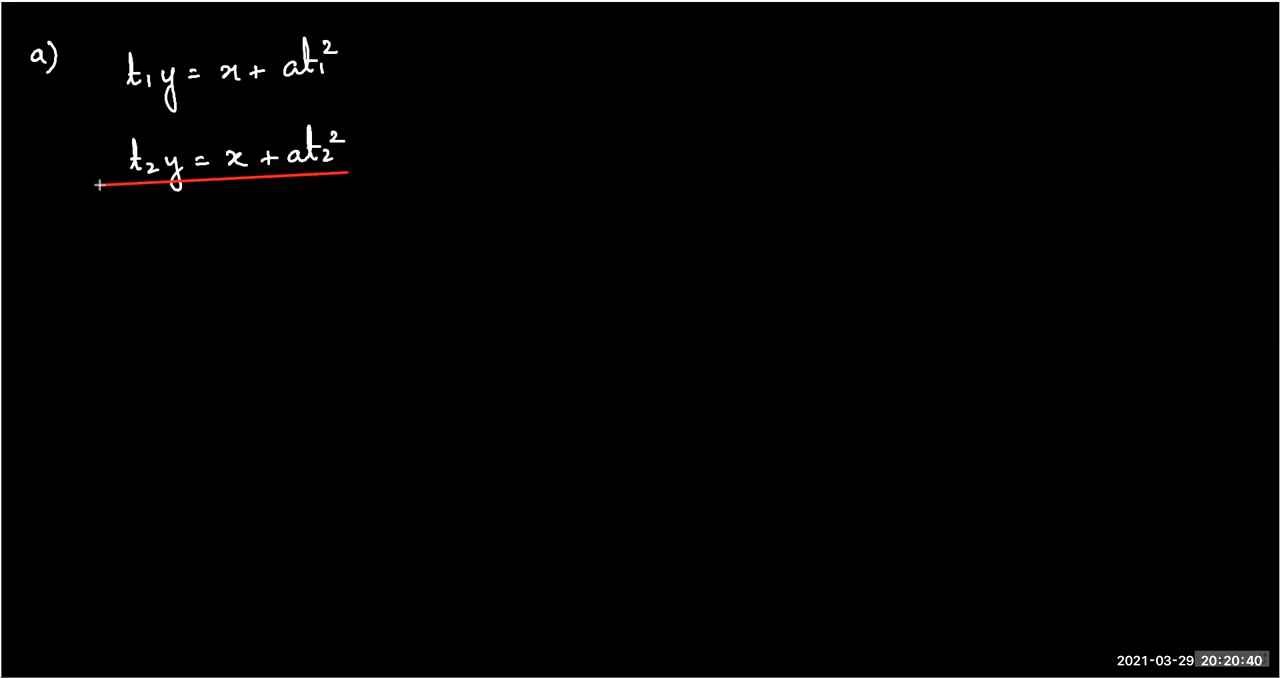 a) t₁y = x + at₁²
t₂y = x + at₂²
2021-03-29 20:20:40